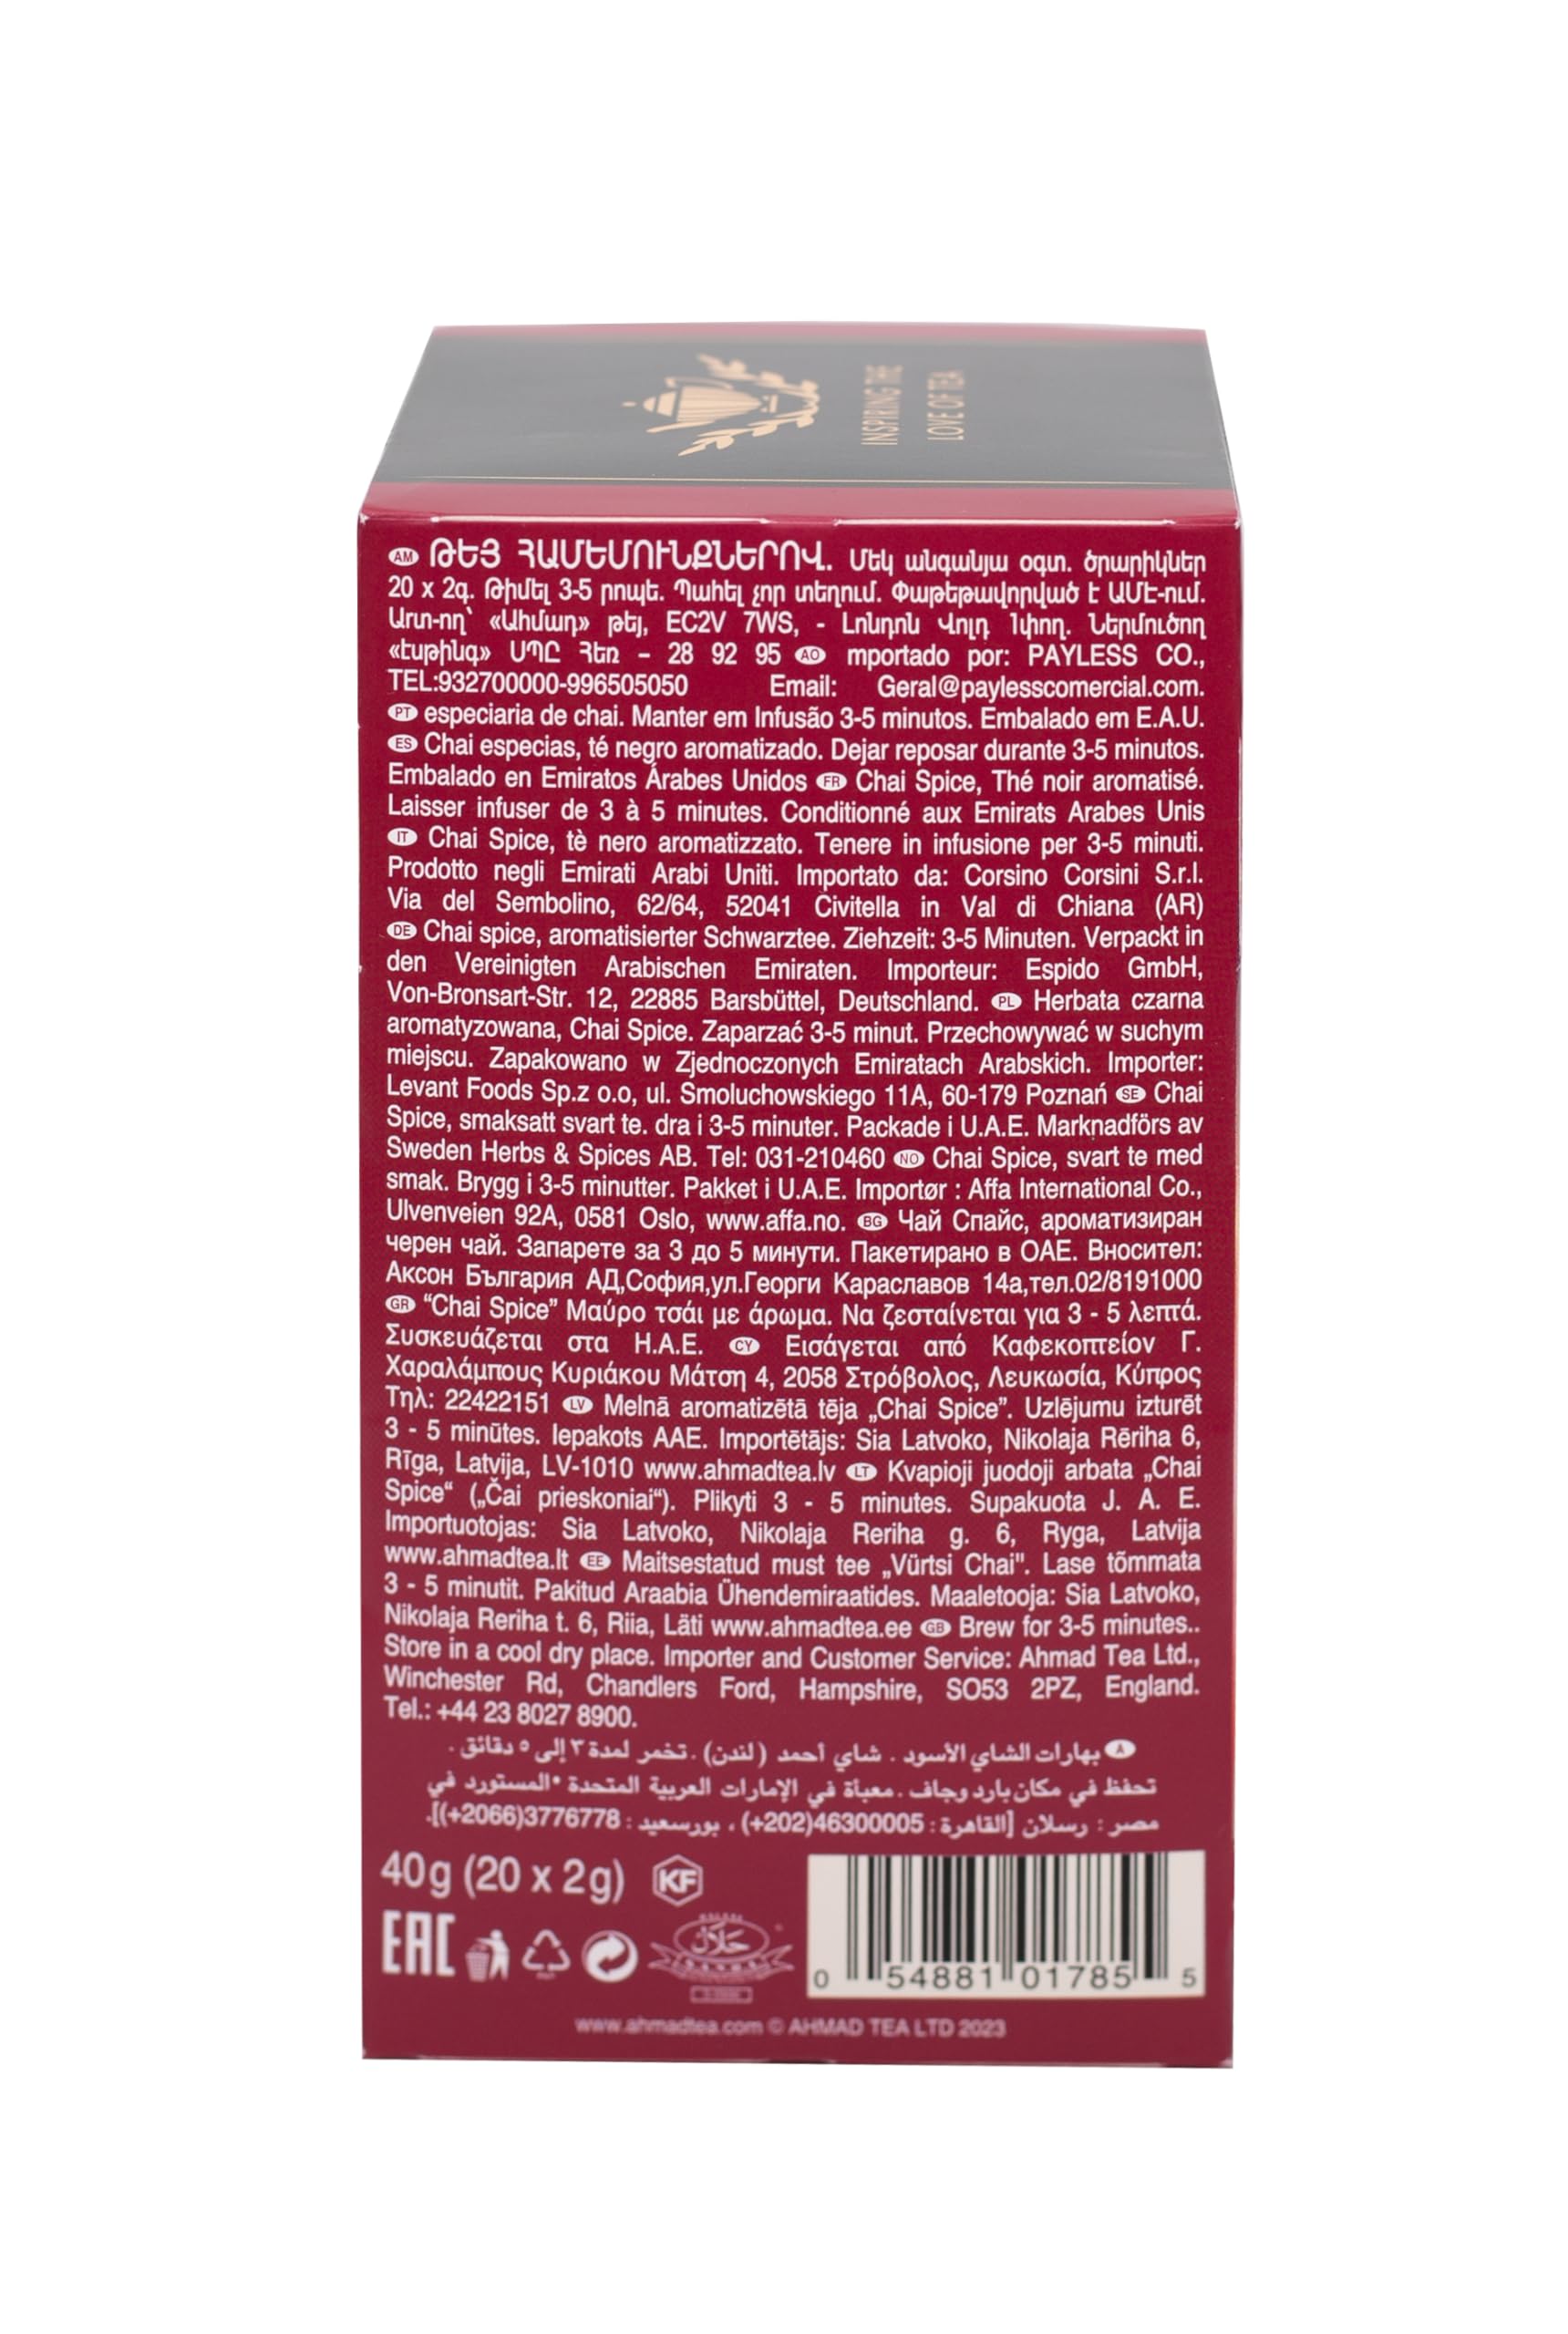 INSPIRING THE
LOVE OF TEA
AM ԹԵՅ ՀԱՄԵՄՈՒՆՔՆԵՐՈՎ. Մեկ անգանյա օգտ. ծրարիկներ
20 x 2գ. Թիմել 3-5 րոպե. Պահել չոր տեղում. Փաթեթավորված է ԱՄԷ-ում.
Արտ-ող՝ «Ահմադ» թեյ, EC2V 7WS, - Լոնդոն Վոլդ Նփող. Ներմուծող
«Էսթինգ» ՍՊԸ Հեռ – 28 92 95 AO mportado por: PAYLESS CO.,
TEL:932700000-996505050 Email: Geral@paylesscomercial.com.
PT especiaria de chai. Manter em Infusão 3-5 minutos. Embalado em E.A.U.
ES Chai especias, té negro aromatizado. Dejar reposar durante 3-5 minutos.
Embalado en Emiratos Árabes Unidos FR Chai Spice, Thé noir aromatisé.
Laisser infuser de 3 à 5 minutes. Conditionné aux Emirats Arabes Unis
IT Chai Spice, tè nero aromatizzato. Tenere in infusione per 3-5 minuti.
Prodotto negli Emirati Arabi Uniti. Importato da: Corsino Corsini S.r.l.
Via del Sembolino, 62/64, 52041 Civitella in Val di Chiana (AR)
DE Chai spice, aromatisierter Schwarztee. Ziehzeit: 3-5 Minuten. Verpackt in
den Vereinigten Arabischen Emiraten. Importeur: Espido GmbH,
Von-Bronsart-Str. 12, 22885 Barsbüttel, Deutschland. PL Herbata czarna
aromatyzowana, Chai Spice. Zaparzać 3-5 minut. Przechowywać w suchym
miejscu. Zapakowano w Zjednoczonych Emiratach Arabskich. Importer:
Levant Foods Sp.z o.o, ul. Smoluchowskiego 11A, 60-179 Poznań SE Chai
Spice, smaksatt svart te. dra i 3-5 minuter. Packade i U.A.E. Marknadförs av
Sweden Herbs & Spices AB. Tel: 031-210460 NO Chai Spice, svart te med
smak. Brygg i 3-5 minutter. Pakket i U.A.E. Importør : Affa International Co.,
Ulvenveien 92A, 0581 Oslo, www.affa.no. BG Чай Спайс, ароматизиран
черен чай. Запарете за 3 до 5 минути. Пакетирано в ОАЕ. Вносител:
Аксон България АД,София,ул.Георги Караславов 14а,тел.02/8191000
GR “Chai Spice” Μαύρο τσάι με άρωμα. Να ζεσταίνεται για 3 - 5 λεπτά.
Συσκευάζεται στα Η.Α.Ε. CY Εισάγεται από Καφεκοπτείον Γ.
Χαραλάμπους Κυριάκου Μάτση 4, 2058 Στρόβολος, Λευκωσία, Κύπρος
Τηλ: 22422151 LV Melnā aromatizētā tēja „Chai Spice”. Uzlējumu izturēt
3 - 5 minūtes. Iepakots AAE. Importētājs: Sia Latvoko, Nikolaja Rēriha 6,
Rīga, Latvija, LV-1010 www.ahmadtea.lv LT Kvapioji juodoji arbata „Chai
Spice“ („Čai prieskoniai“). Plikyti 3 - 5 minutes. Supakuota J. A. E.
Importuotojas: Sia Latvoko, Nikolaja Reriha g. 6, Ryga, Latvija
www.ahmadtea.lt EE Maitsestatud must tee „Vürtsi Chai". Lase tõmmata
3 - 5 minutit. Pakitud Araabia Ühendemiraatides. Maaletooja: Sia Latvoko,
Nikolaja Reriha t. 6, Riia, Läti www.ahmadtea.ee GB Brew for 3-5 minutes..
Store in a cool dry place. Importer and Customer Service: Ahmad Tea Ltd.,
Winchester Rd, Chandlers Ford, Hampshire, SO53 2PZ, England.
Tel.: +44 23 8027 8900.
A بهارات الشاي الأسود . شاي أحمد (لندن) . تخمر لمدة ٣ إلى ٥ دقائق .
تحفظ في مكان بارد وجاف . معبأة في الإمارات العربية المتحدة •المستورد في
مصر : رسلان [القاهرة : 46300005(202+) ، بورسعيد : 3776778(2066+)].
40g (20 x 2g) KF
EAC حلال
0 54881 01785 5
www.ahmadtea.com © AHMAD TEA LTD 2023